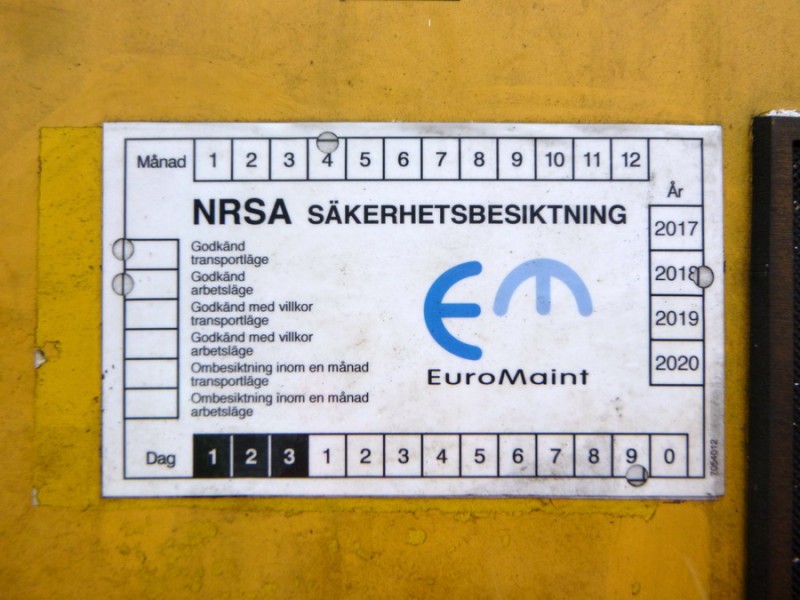 Månad 1 2 3 4 5 6 7 8 9 10 11 12
År
NRSA SÄKERHETSBESIKTNING
2017
2018
2019
2020
Godkänd
transportläge
Godkänd
arbetsläge
Godkänd med villkor
transportläge
Godkänd med villkor
arbetsläge
Ombesiktning inom en månad
transportläge
Ombesiktning inom en månad
arbetsläge
EM
EuroMaint
Dag 1 2 3 1 2 3 4 5 6 7 8 9 0
7054012